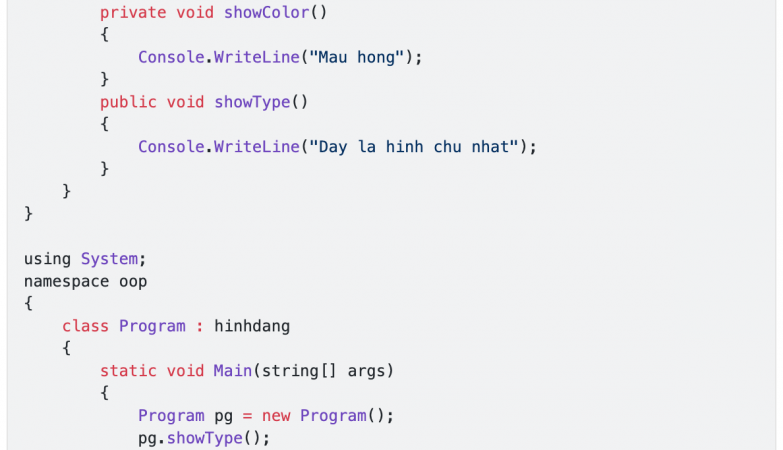 private void showColor()
{
Console.WriteLine("Mau hong");
}
public void showType()
{
Console.WriteLine("Day la hinh chu nhat");
}
}
}
using System;
namespace oop
{
class Program : hinhdang
{
static void Main(string[] args)
{
Program pg = new Program();
pg.showType();